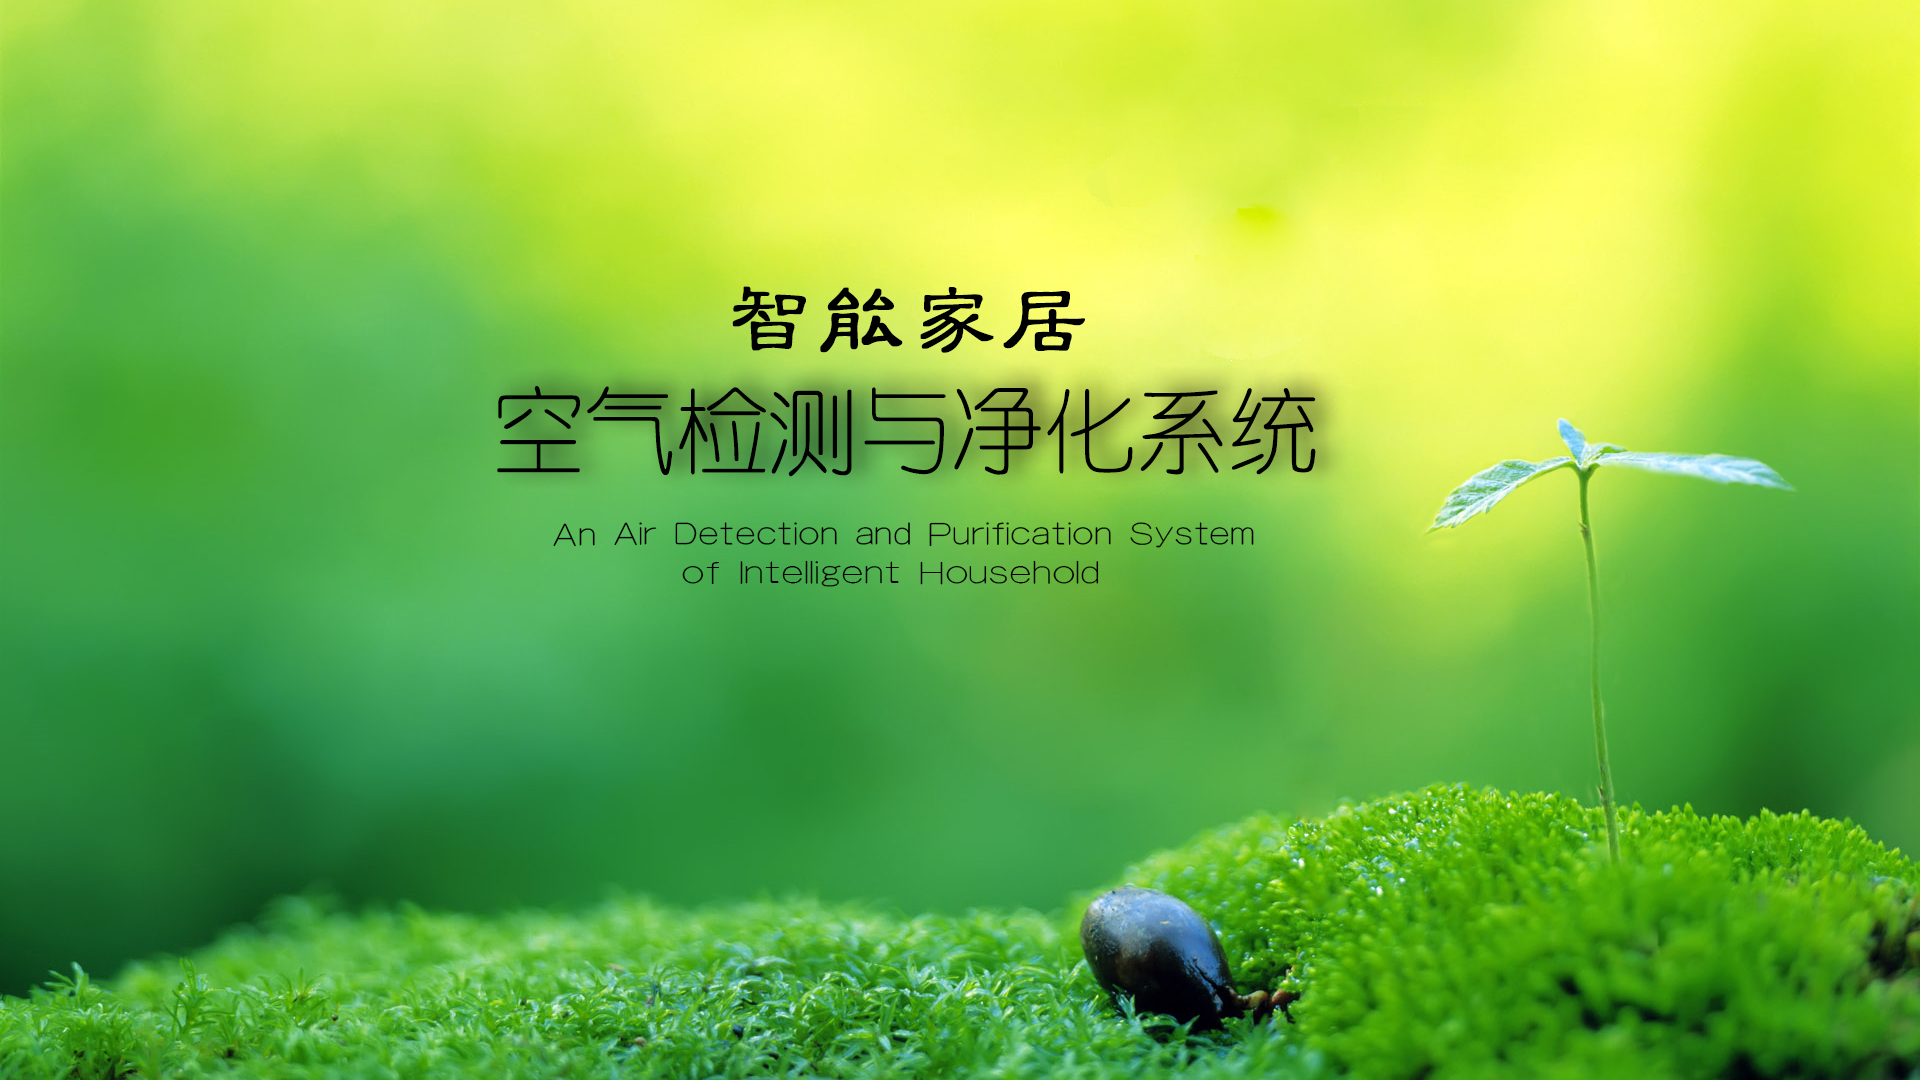 智能家居
空气检测与净化系统
An Air Detection and Purification System
of Intelligent Household